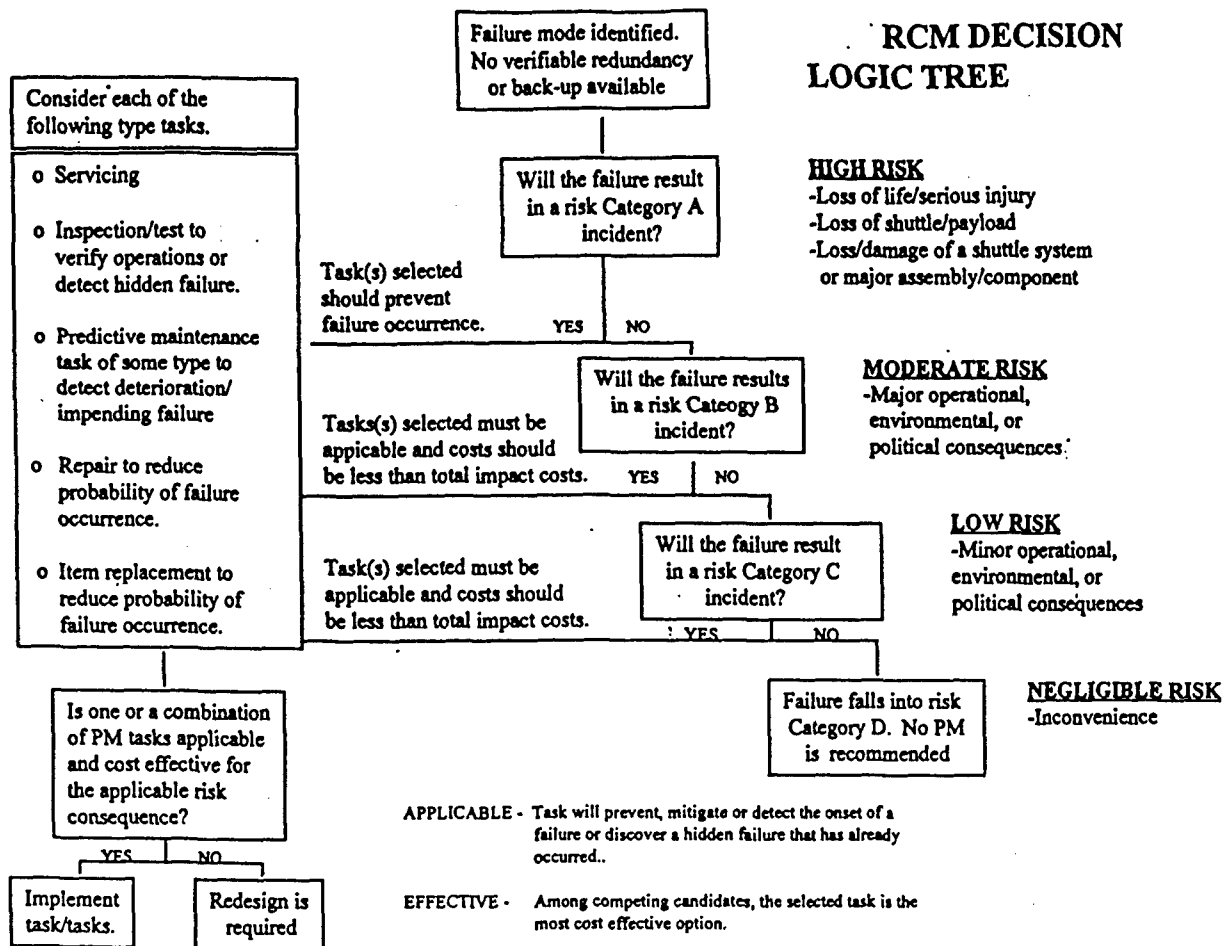 RCM DECISION
LOGIC TREE
Failure mode identified.
No verifiable redundancy
or back-up available
Consider each of the
following type tasks.
o Servicing
o Inspection/test to
verify operations or
detect hidden failure.
o Predictive maintenance
task of some type to
detect deterioration/
impending failure
o Repair to reduce
probability of failure
occurrence.
o Item replacement to
reduce probability of
failure occurrence.
Will the failure result
in a risk Category A
incident?
HIGH RISK
-Loss of life/serious injury
-Loss of shuttle/payload
-Loss/damage of a shuttle system
or major assembly/component
Task(s) selected
should prevent
failure occurrence.
YES NO
Will the failure results
in a risk Cateogy B
incident?
MODERATE RISK
-Major operational,
environmental, or
political consequences.
Tasks(s) selected must be
appicable and costs should
be less than total impact costs.
YES NO
Will the failure result
in a risk Category C
incident?
LOW RISK
-Minor operational,
environmental, or
political consequences
Task(s) selected must be
applicable and costs should
be less than total impact costs.
YES NO
Failure falls into risk
Category D. No PM
is recommended
NEGLIGIBLE RISK
-Inconvenience
Is one or a combination
of PM tasks applicable
and cost effective for
the applicable risk
consequence?
YES NO
Implement
task/tasks.
Redesign is
required
APPLICABLE - Task will prevent, mitigate or detect the onset of a
failure or discover a hidden failure that has already
occurred..
EFFECTIVE - Among competing candidates, the selected task is the
most cost effective option.